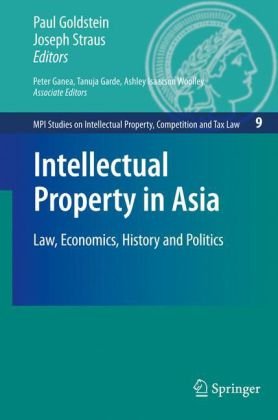 Paul Goldstein
Joseph Straus
Editors
Peter Ganea, Tanuja Garde, Ashley Isaacson Woolley,
Associate Editors
MPI Studies on Intellectual Property, Competition and Tax Law 9
Intellectual
Property in Asia
Law, Economics, History and Politics
Springer